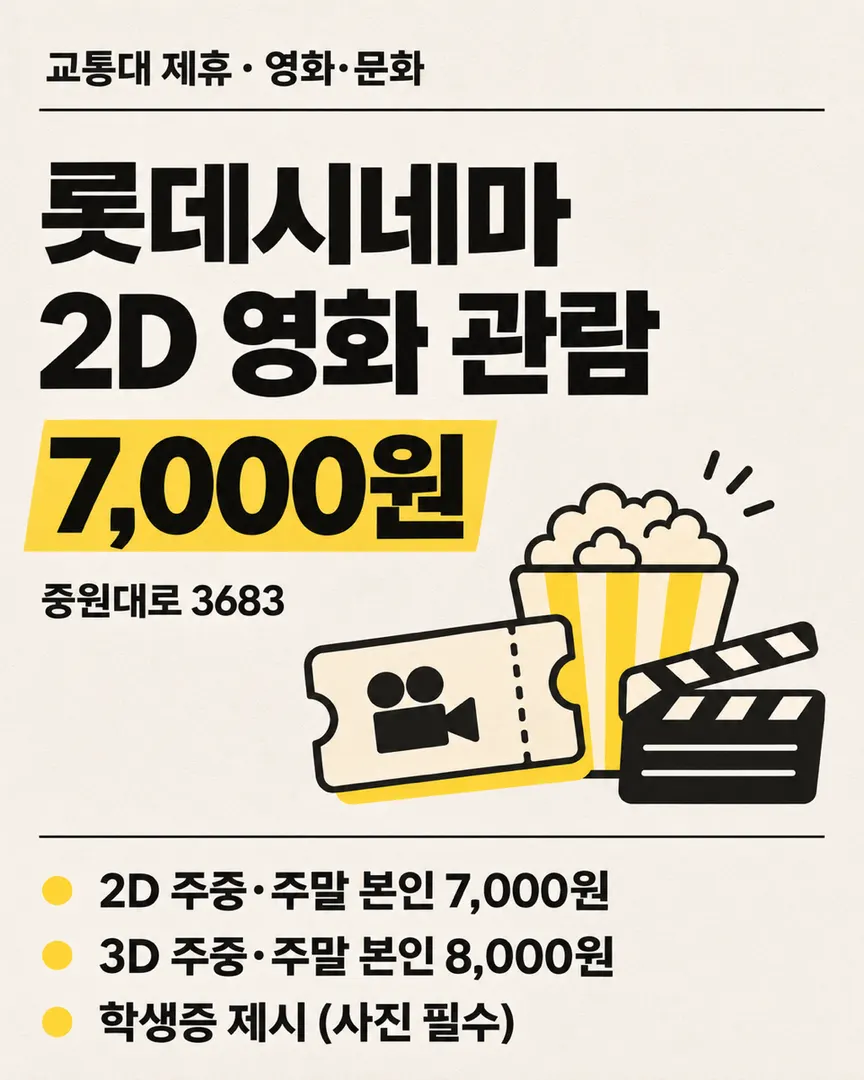 교통대 제휴 · 영화·문화
롯데시네마
2D 영화 관람
7,000원
중원대로 3683
2D 주중·주말 본인 7,000원
3D 주중·주말 본인 8,000원
학생증 제시 (사진 필수)